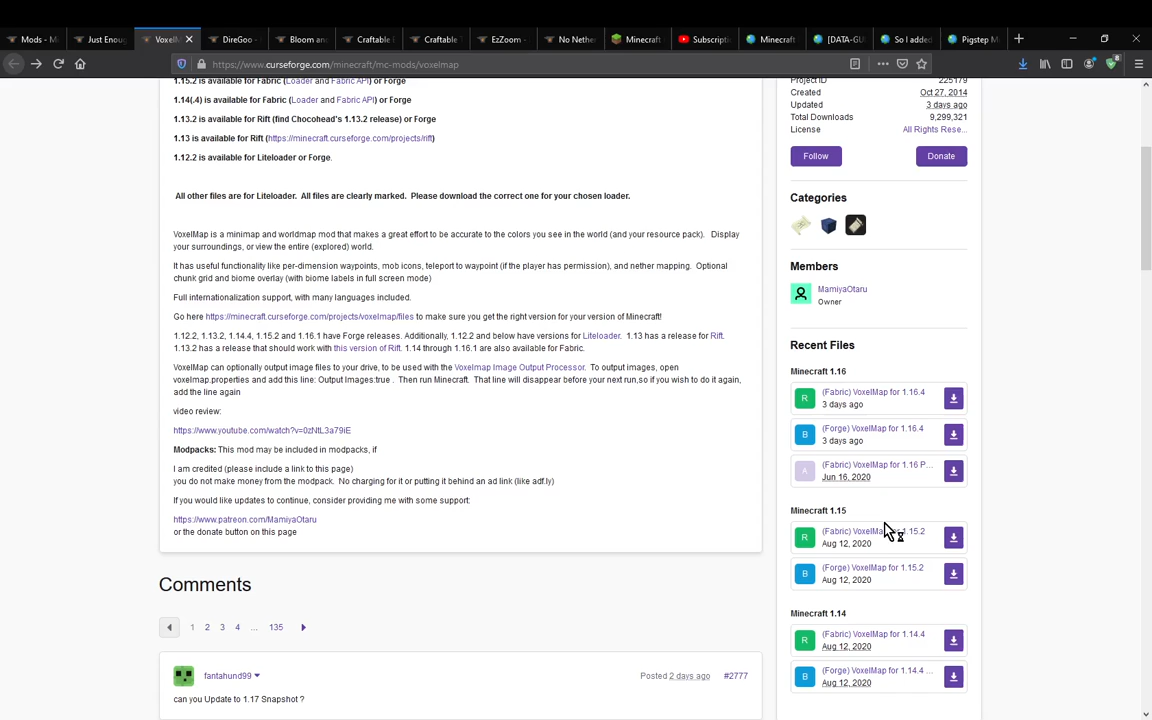 Mods - M
Just Enoug
Voxel
DireGoo -
Bloom and
Craftable
Craftable
EzZoom -
No Nether
Minecraft
Subscripti
Minecraft
[DATA-GU
So I added
Pigstep M
https://www.curseforge.com/minecraft/mc-mods/voxelmap
1.15.2 is available for Fabric (Loader and Fabric API) or Forge
1.14(.4) is available for Fabric (Loader and Fabric API) or Forge
1.13.2 is available for Rift (find Chocohead's 1.13.2 release) or Forge
1.13 is available for Rift (https://minecraft.curseforge.com/projects/rift)
1.12.2 is available for Liteloader or Forge.
All other files are for Liteloader. All files are clearly marked. Please download the correct one for your chosen loader.
VoxelMap is a minimap and worldmap mod that makes a great effort to be accurate to the colors you see in the world (and your resource pack). Display
your surroundings, or view the entire (explored) world.
It has useful functionality like per-dimension waypoints, mob icons, teleport to waypoint (if the player has permission), and nether mapping. Optional
chunk grid and biome overlay (with biome labels in full screen mode)
Full internationalization support, with many languages included.
Go here https://minecraft.curseforge.com/projects/voxelmap/files to make sure you get the right version for your version of Minecraft!
1.12.2, 1.13.2, 1.14.4, 1.15.2 and 1.16.1 have Forge releases. Additionally, 1.12.2 and below have versions for Liteloader. 1.13 has a release for Rift.
1.13.2 has a release that should work with this version of Rift. 1.14 through 1.16.1 are also available for Fabric.
VoxelMap can optionally output image files to your drive, to be used with the Voxelmap Image Output Processor. To output images, open
voxelmap.properties and add this line: Output Images:true . Then run Minecraft. That line will disappear before your next run,so if you wish to do it again,
add the line again
video review:
https://www.youtube.com/watch?v=0zNtL3a79iE
Modpacks: This mod may be included in modpacks, if
I am credited (please include a link to this page)
you do not make money from the modpack. No charging for it or putting it behind an ad link (like adf.ly)
If you would like updates to continue, consider providing me with some support:
https://www.patreon.com/MamiyaOtaru
or the donate button on this page
Comments
1 2 3 4 ... 135
fantahund99
Posted 2 days ago #2777
can you Update to 1.17 Snapshot ?
Project ID 225179
Created Oct 27, 2014
Updated 3 days ago
Total Downloads 9,299,321
License All Rights Rese...
Follow
Donate
Categories
Members
MamiyaOtaru
Owner
Recent Files
Minecraft 1.16
R (Fabric) VoxelMap for 1.16.4
3 days ago
B (Forge) VoxelMap for 1.16.4
3 days ago
A (Fabric) VoxelMap for 1.16 P...
Jun 16, 2020
Minecraft 1.15
R (Fabric) VoxelMap for 1.15.2
Aug 12, 2020
B (Forge) VoxelMap for 1.15.2
Aug 12, 2020
Minecraft 1.14
R (Fabric) VoxelMap for 1.14.4
Aug 12, 2020
B (Forge) VoxelMap for 1.14.4 ...
Aug 12, 2020